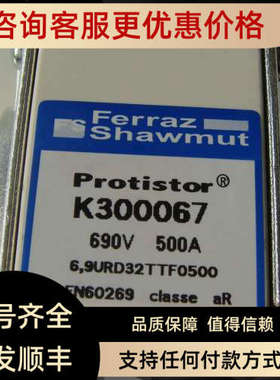 咨询客服更优惠价格
Ferraz
Shawmut
Protistor®
K300067
690V 500A
6,9URD32TTF0500
EN60269 classe aR
号齐全
品质保障 值得信赖
发顺丰
支持任何付款方式